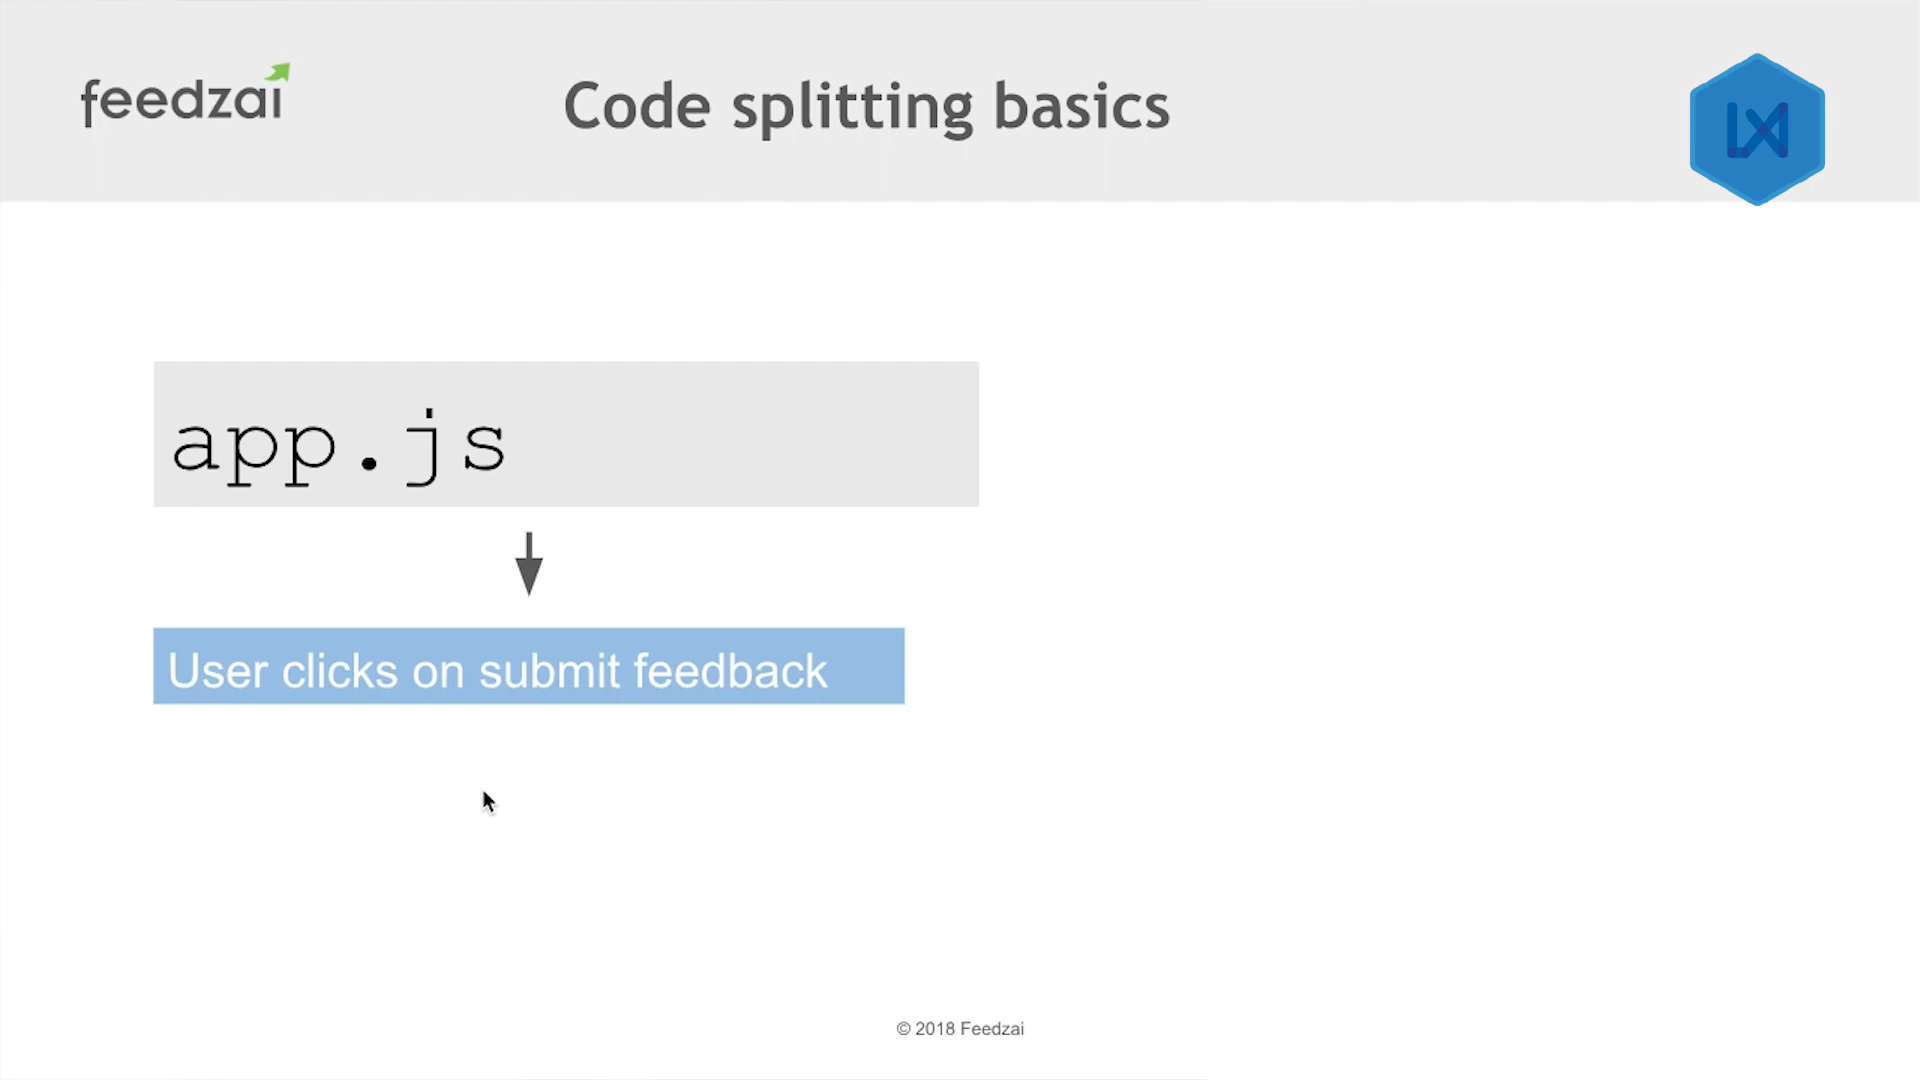 feedzai
Code splitting basics
app.js
User clicks on submit feedback
© 2018 Feedzai